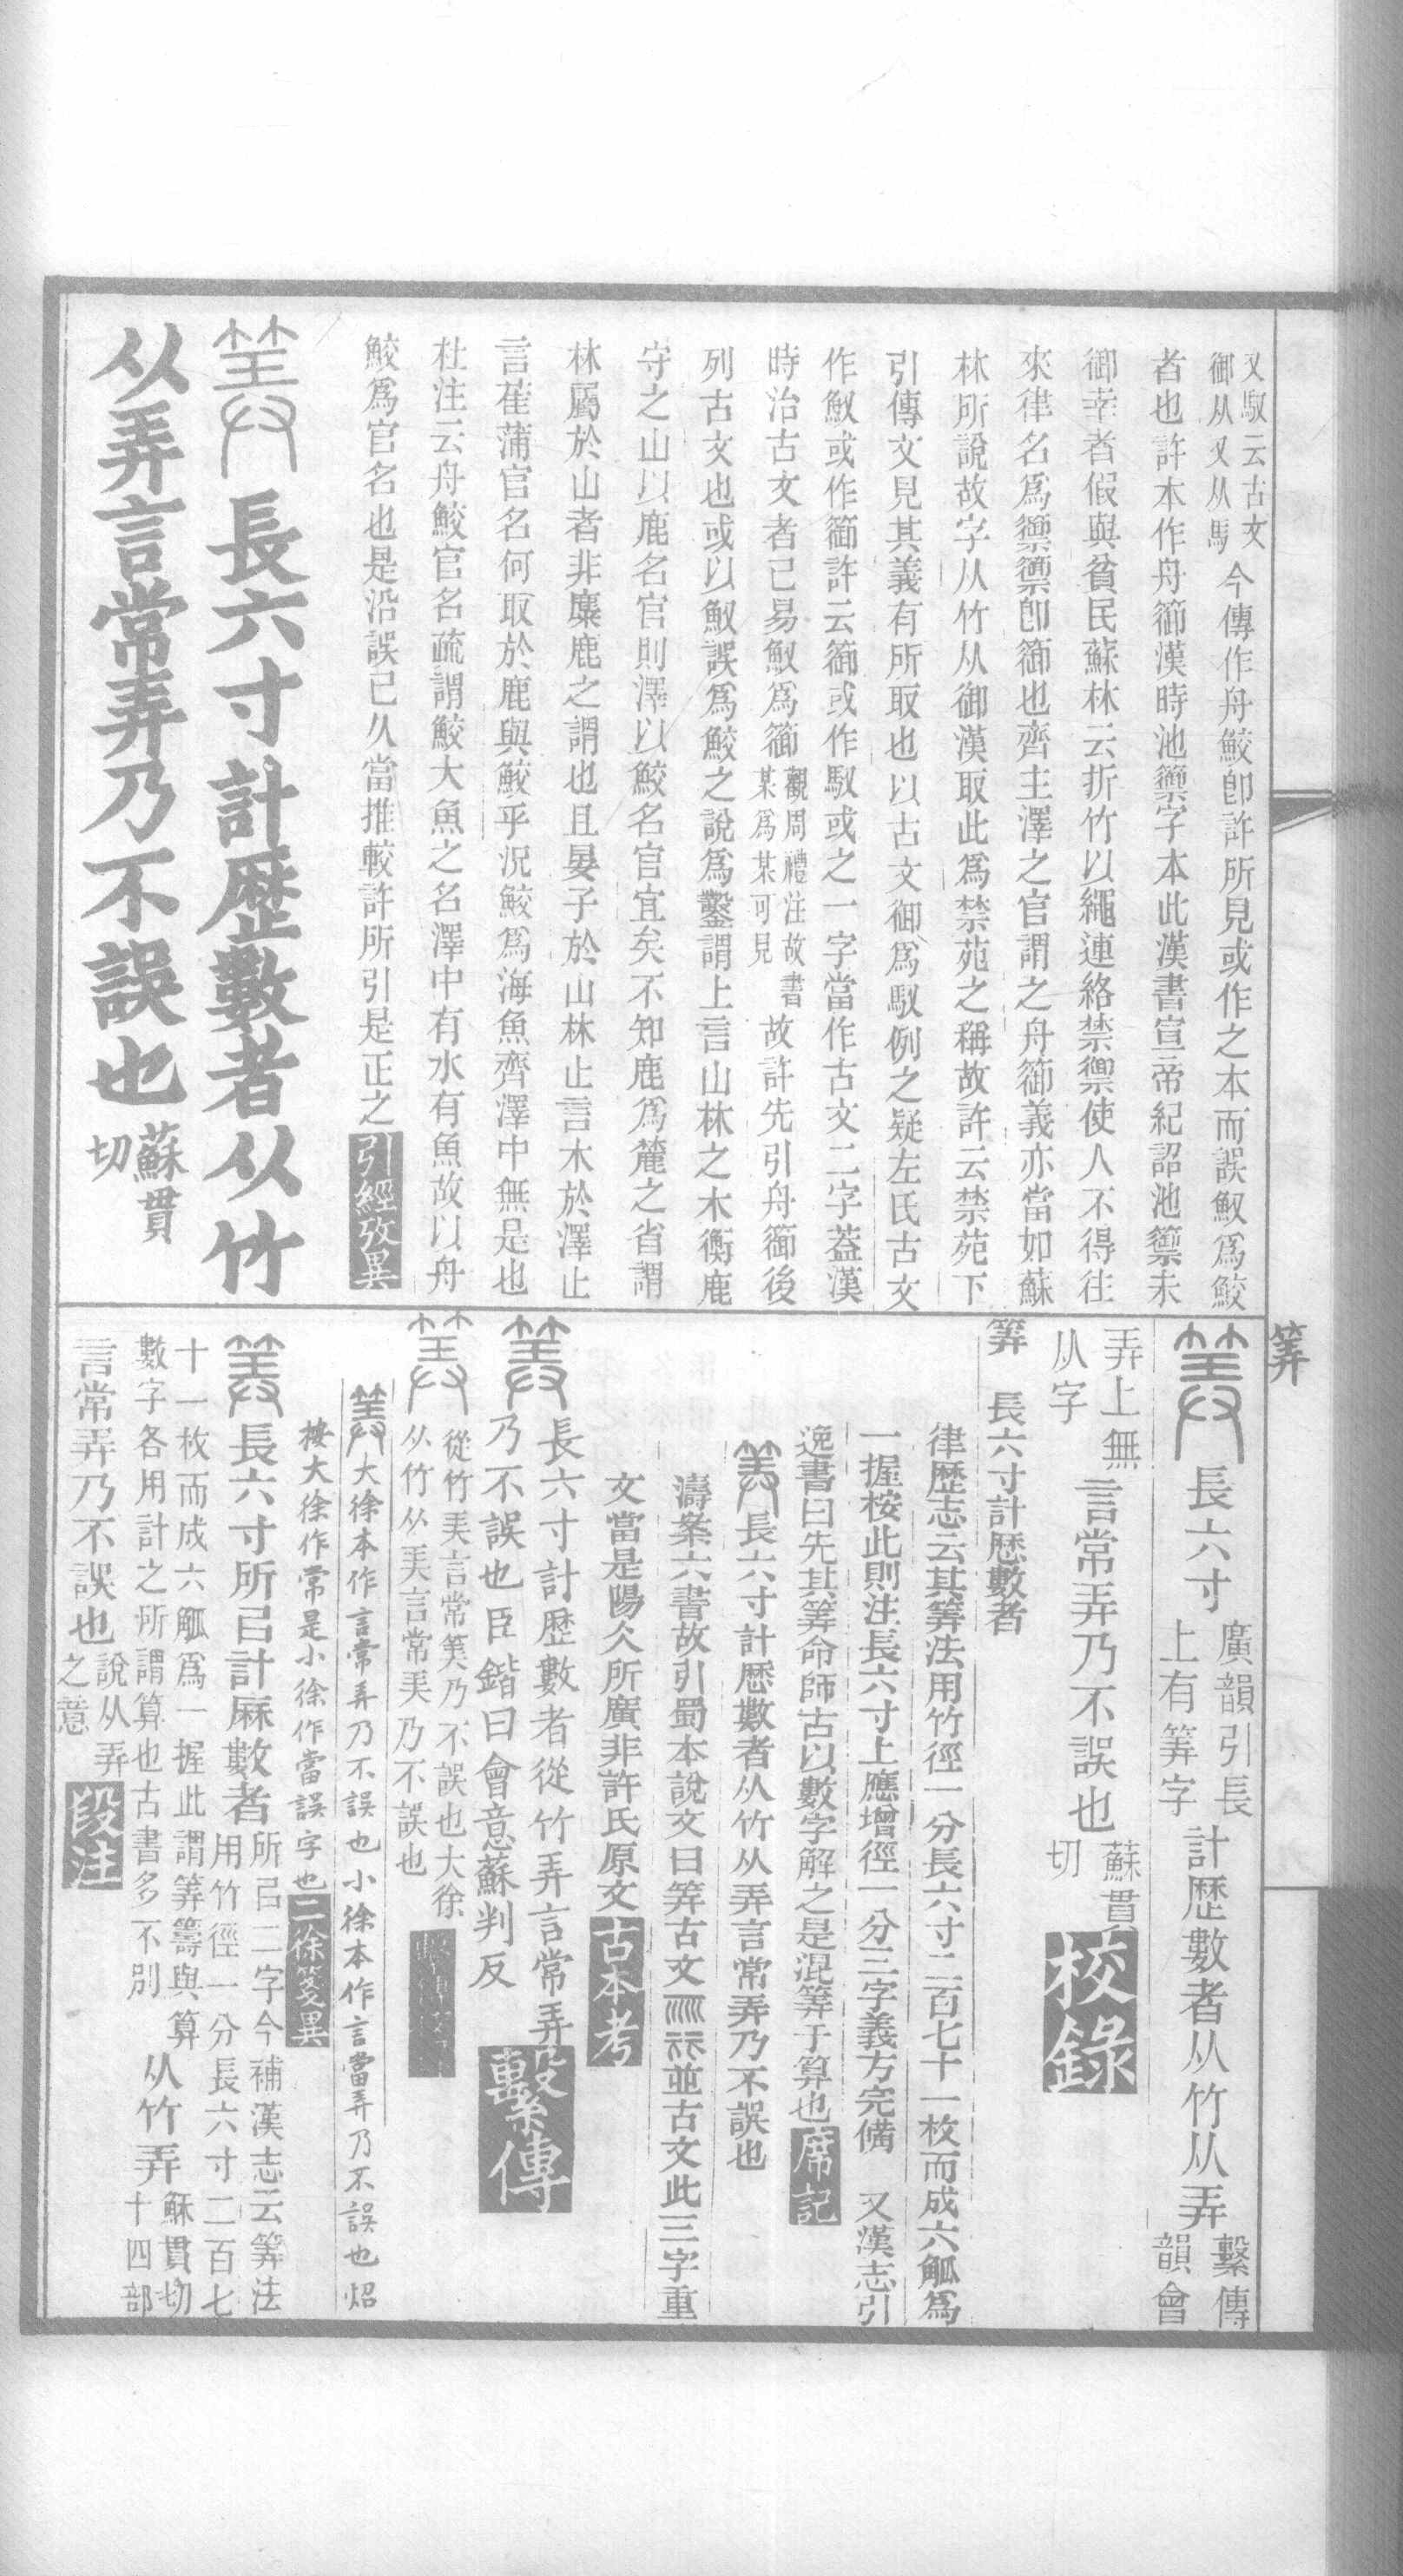 又馭云古文
御从又从馬
今傳作舟鮫卽許所見或作之本而誤䱷爲鮫
者也許本作舟篽漢時池籞字本此漢書宣帝紀詔池籞未
御幸者假與貧民蘇林云折竹以繩連絡禁禦使人不得往
來律名爲籞籞卽篽也齊主澤之官謂之舟篽義亦當如蘇
林所說故字从竹从御漢取此爲禁苑之稱故許云禁苑下
引傳文見其義有所取也以古文御爲馭例之疑左氏古文
作䱷或作篽許云篽或作馭或之一字當作古文二字葢漢
時治古文者已易䱷爲篽
觀周禮注故書
某爲某可見
故許先引舟篽後
列古文也或以䱷誤爲鮫之說爲鑿謂上言山林之木衡鹿
守之山以鹿名官則澤以鮫名官宜矣不知鹿爲麓之省謂
林屬於山者非麋鹿之謂也且晏子於山林止言木於澤止
言萑蒲官名何取於鹿與鮫乎況鮫爲海魚齊澤中無是也
杜注云舟鮫官名疏謂鮫大魚之名澤中有水有魚故以舟
鮫爲官名也是沿誤已久當推較許所引是正之 引經攷異
筭 長六寸計歷數者从竹
从弄言常弄乃不誤也
蘇貫
切
筭
筭 長六寸
廣韻引長
上有筭字
計歷數者从竹从弄
繫傳
韻會
弄上無
从字
言常弄乃不誤也
蘇貫
切
校錄
筭 長六寸計歷數者
律歷志云其筭法用竹徑一分長六寸二百七十一枚而成六觚爲
一握桉此則注長六寸上應增徑一分三字義方完備 又漢志引
逸書曰先其筭命師古以數字解之是混筭于算也 席記
筭 長六寸計歷數者从竹从弄言常弄乃不誤也
濤案六書故引蜀本說文曰筭古文祘並古文此三字重
文當是陽仌所廣非許氏原文 古本考
筭 長六寸計歷數者從竹弄言常弄
乃不誤也臣鍇曰會意蘇判反 繫傳
筭 從竹弄言常筭乃不誤也大徐
从竹从弄言常弄乃不誤也
筭 大徐本作言常弄乃不誤也小徐本作言當弄乃不誤也炤
按大徐作常是小徐作當誤字也 二徐箋異
筭 長六寸所㠯計厤數者
所㠯二字今補漢志云筭法
用竹徑一分長六寸二百七
十一枚而成六觚爲一握此謂筭籌與算
數字各用計之所謂算也古書多不別
从竹弄
穌貫切
十四部
言常弄乃不誤也
說从弄
之意
段注